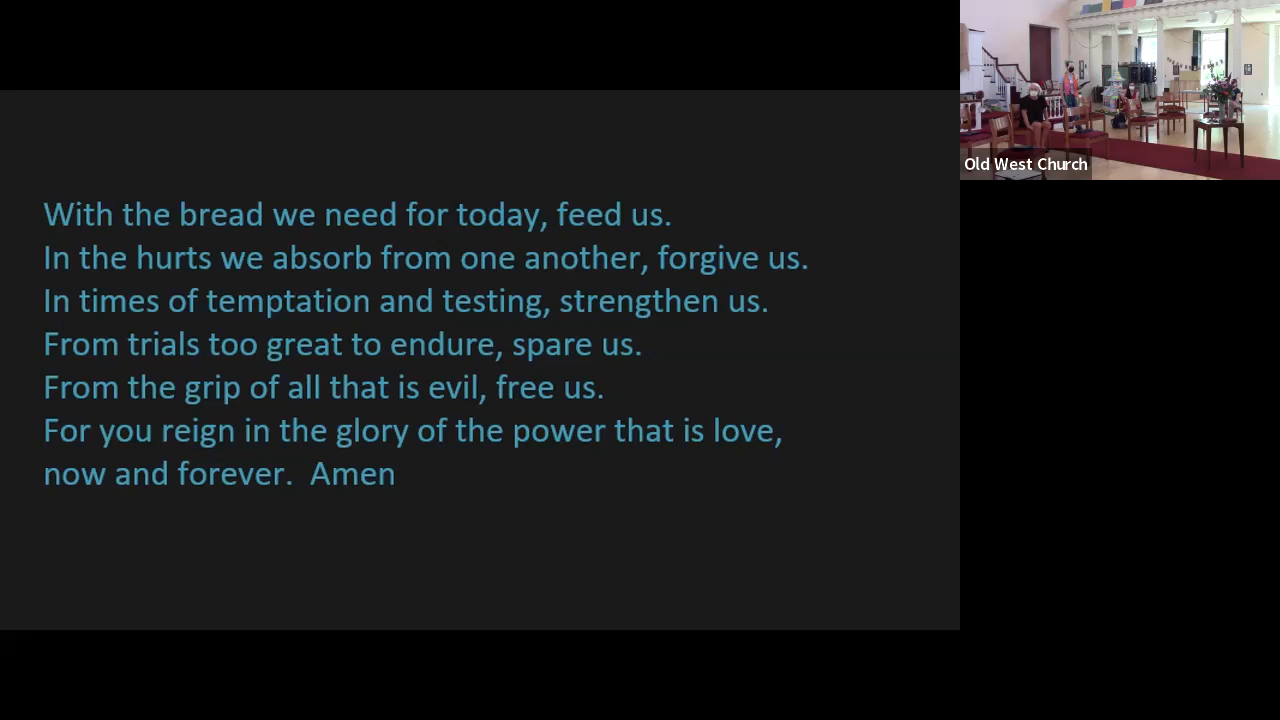 With the bread we need for today, feed us.
In the hurts we absorb from one another, forgive us.
In times of temptation and testing, strengthen us.
From trials too great to endure, spare us.
From the grip of all that is evil, free us.
For you reign in the glory of the power that is love,
now and forever.  Amen
Old West Church